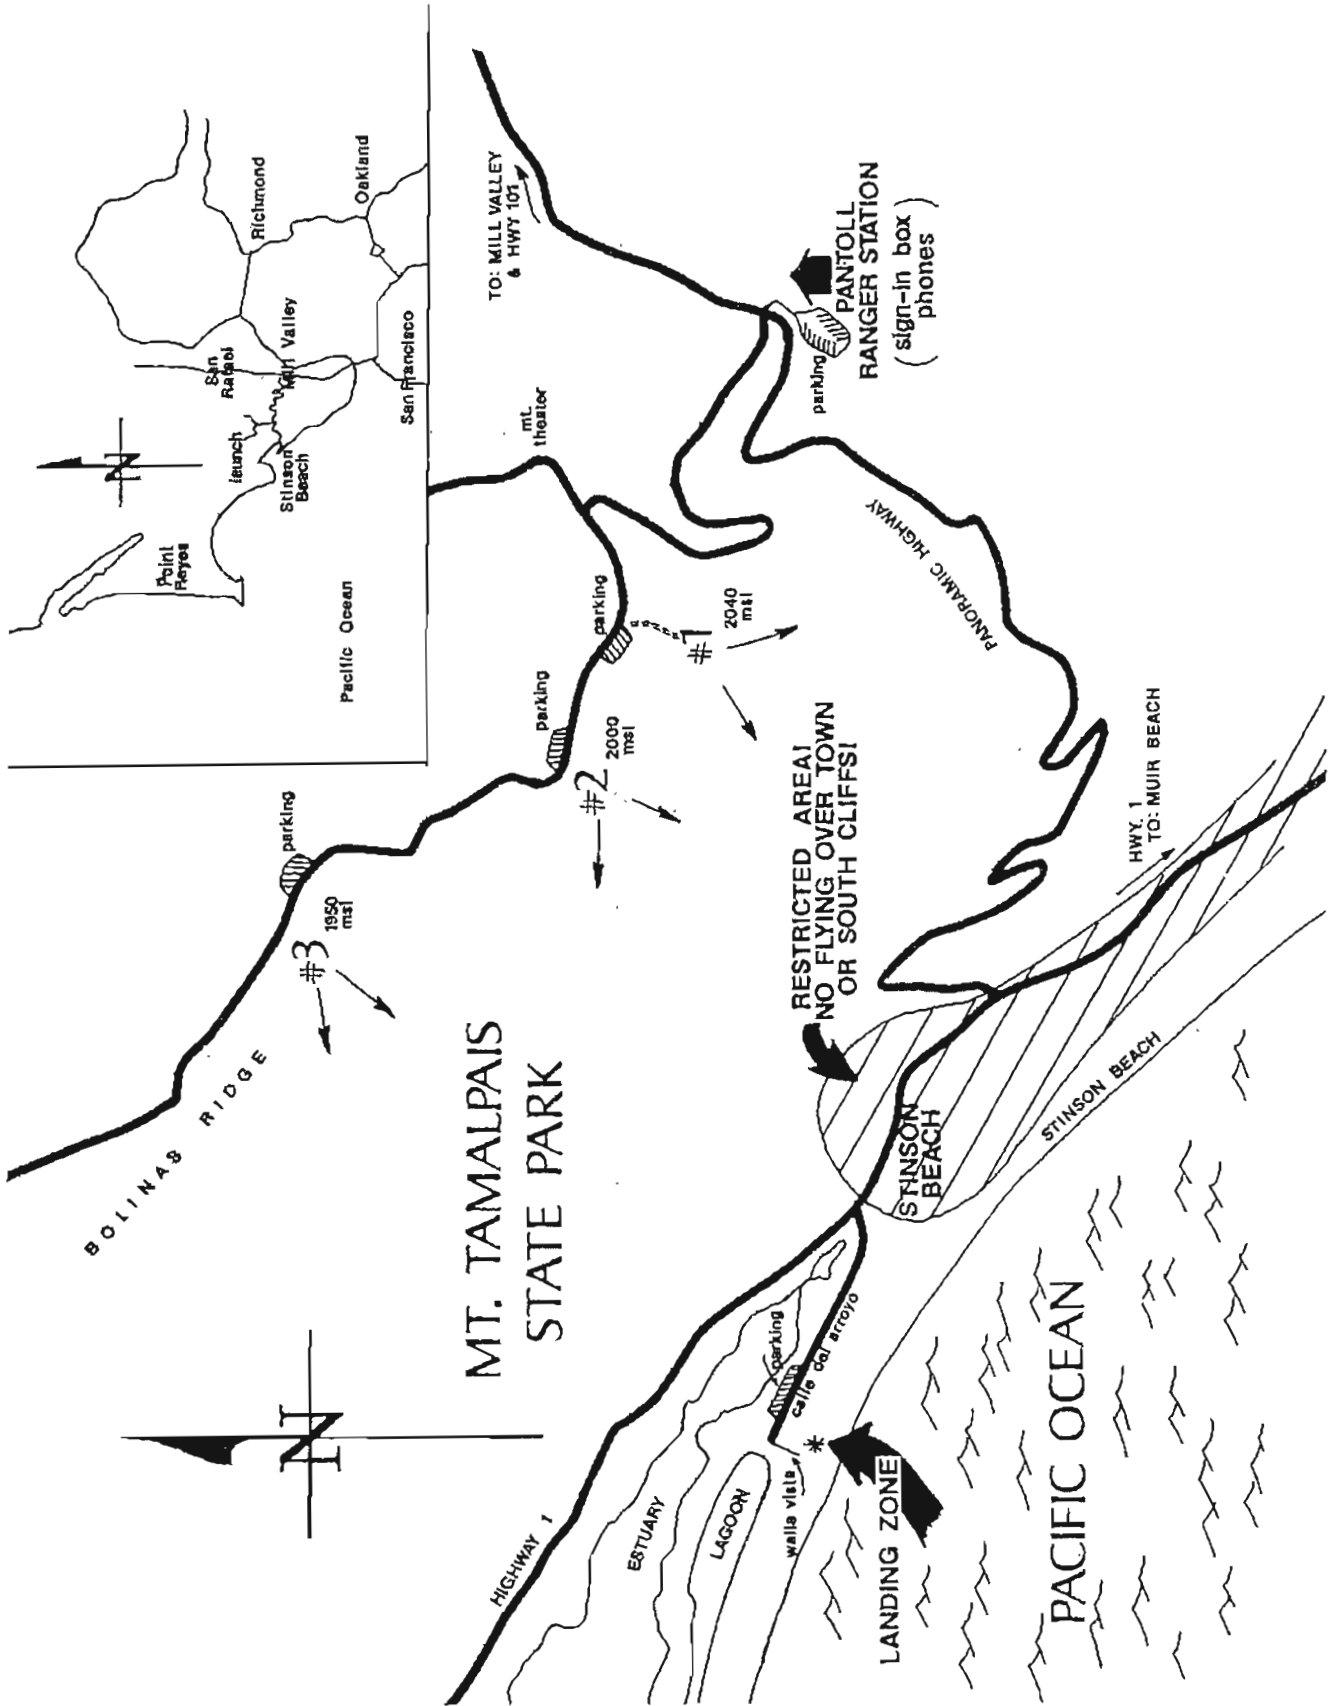 Point
Reyes
Pacific Ocean
N
launch
Stinson
Beach
San
Rafael
Mill Valley
San Francisco
Richmond
Oakland
BOLINAS RIDGE
parking
#3
1950
msl
parking
#2
2000
msl
parking
#1
2040
msl
mt.
theater
TO: MILL VALLEY
& HWY 101
PANTOLL
RANGER STATION
(sign-in box)
(phones)
parking
PANORAMIC HIGHWAY
N
MT. TAMALPAIS
STATE PARK
RESTRICTED AREA!
NO FLYING OVER TOWN
OR SOUTH CLIFFS!
HWY. 1
TO: MUIR BEACH
HIGHWAY 1
ESTUARY
LAGOON
parking
calle del arroyo
walla vista
*
LANDING ZONE
STINSON
BEACH
STINSON BEACH
PACIFIC OCEAN